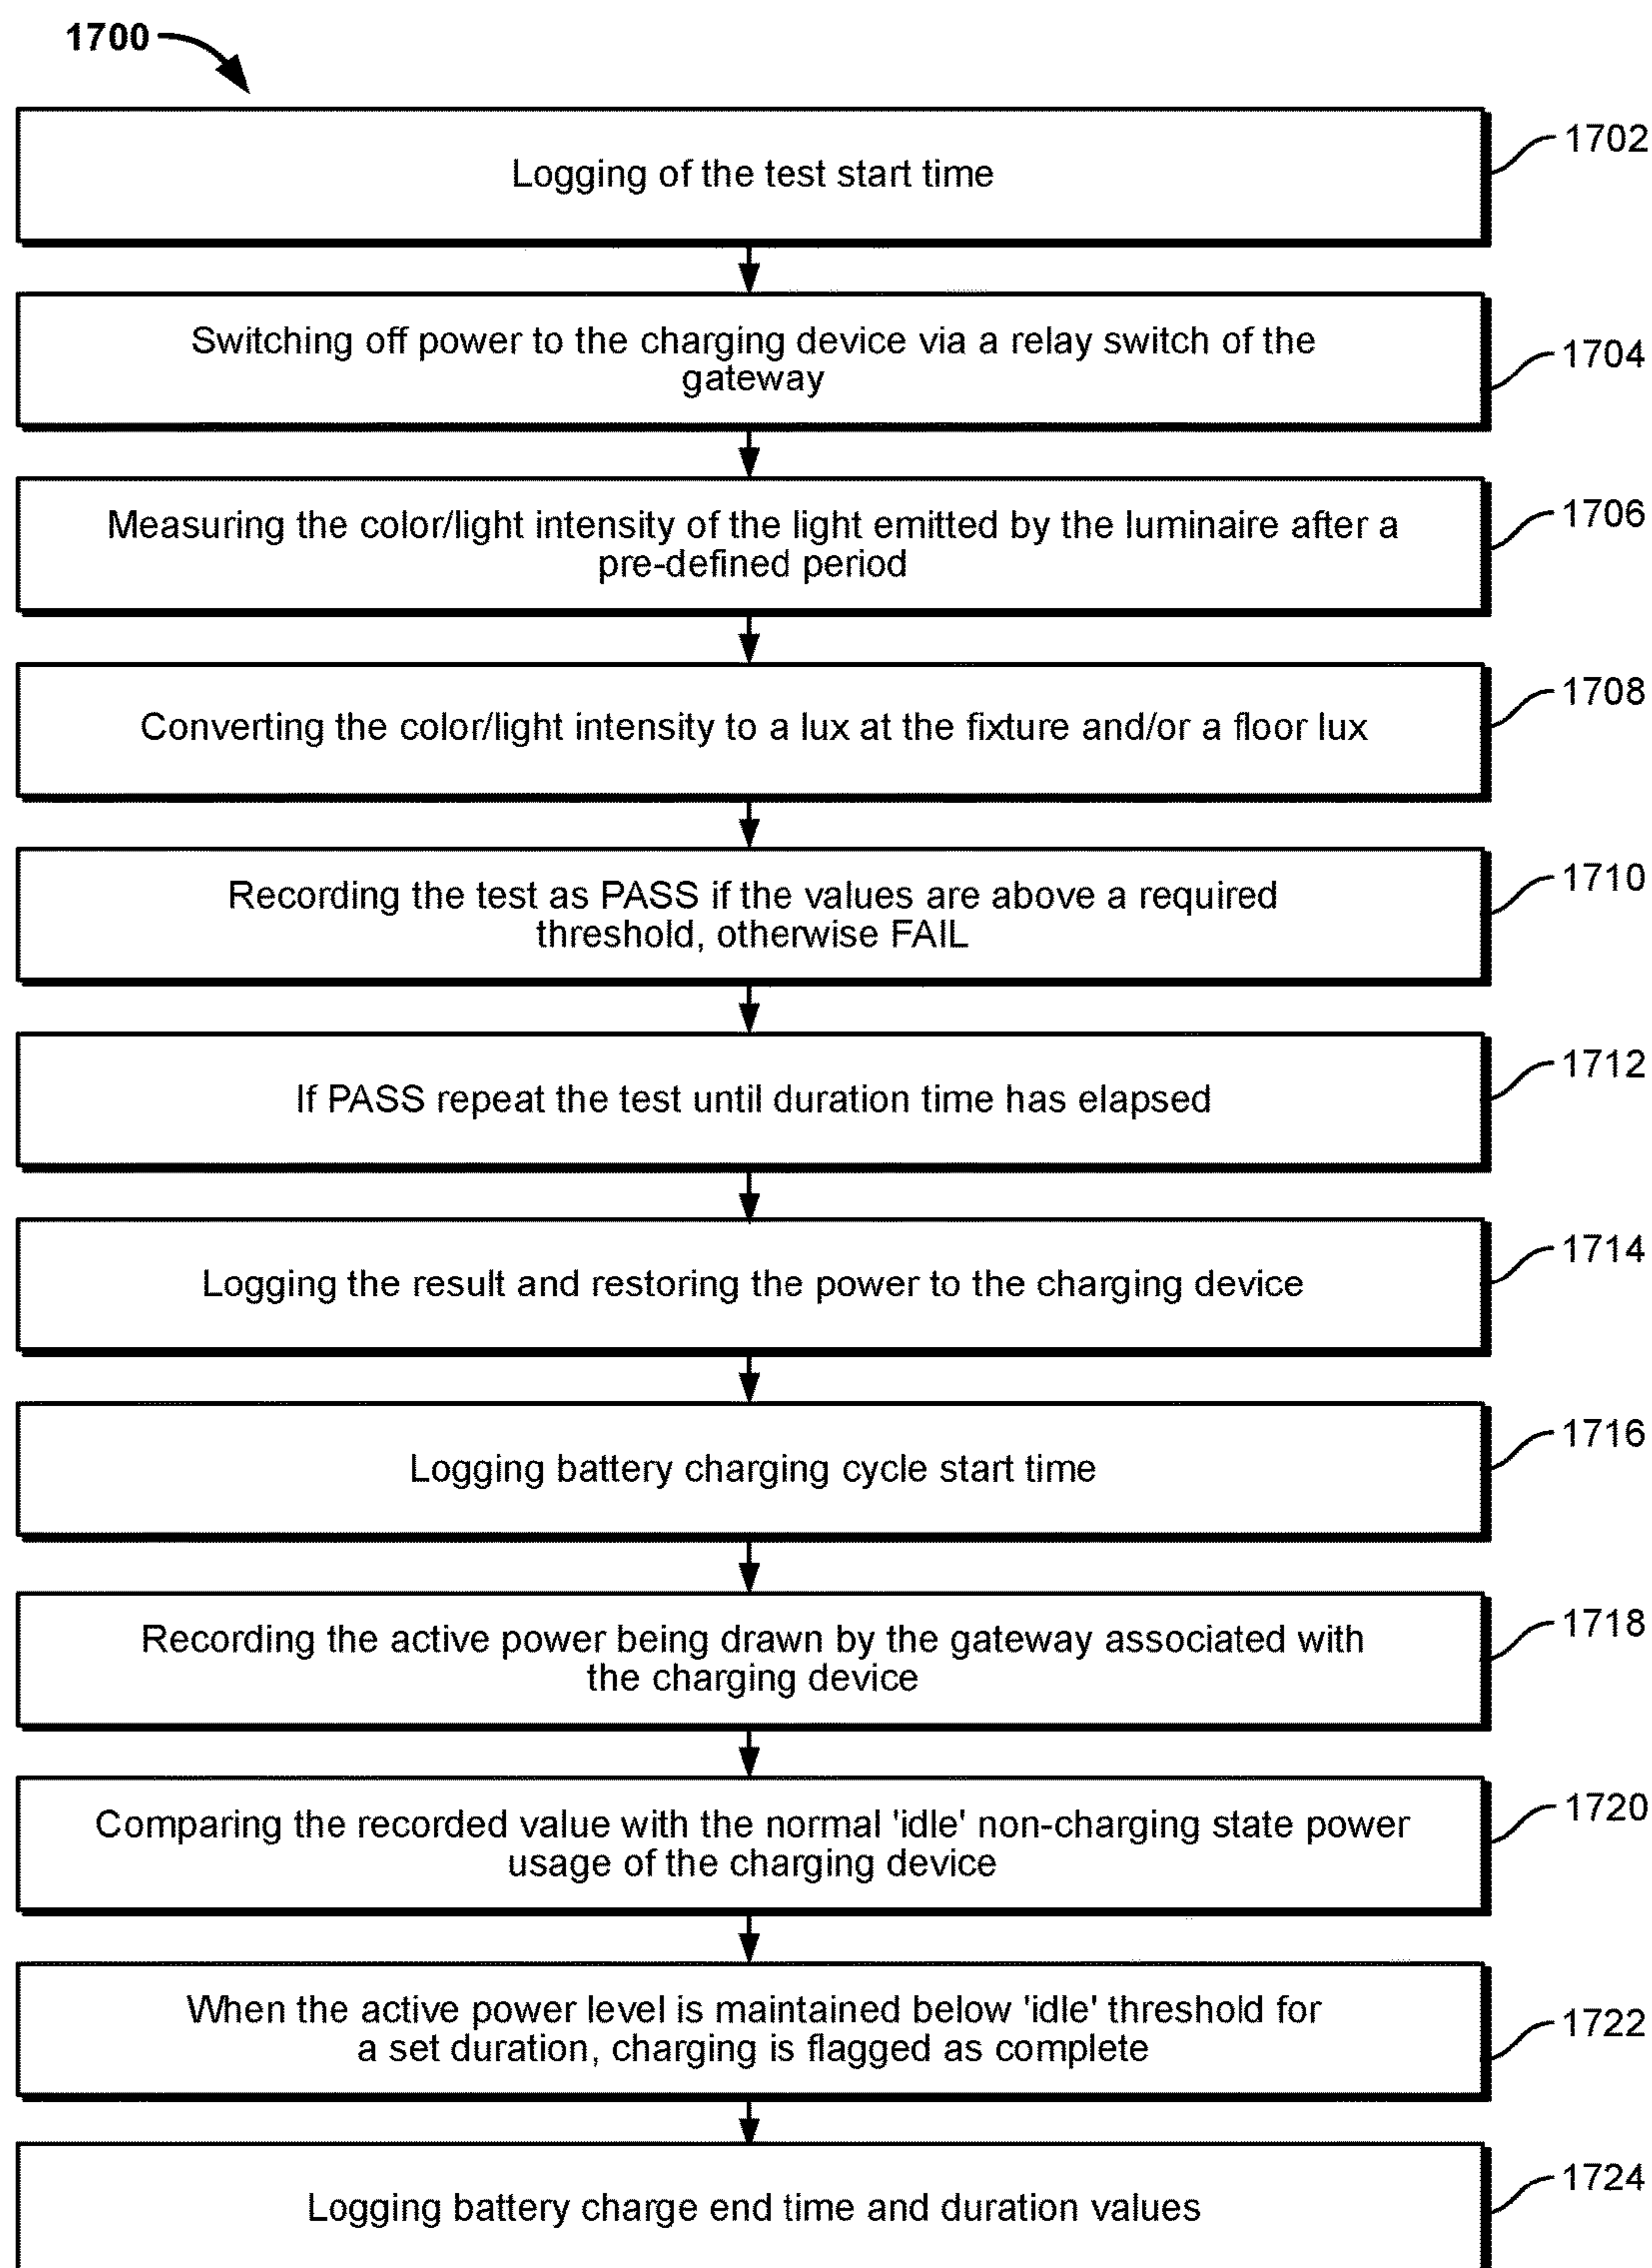 1700
Logging of the test start time
1702
Switching off power to the charging device via a relay switch of the
gateway
1704
Measuring the color/light intensity of the light emitted by the luminaire after a
pre-defined period
1706
Converting the color/light intensity to a lux at the fixture and/or a floor lux
1708
Recording the test as PASS if the values are above a required
threshold, otherwise FAIL
1710
If PASS repeat the test until duration time has elapsed
1712
Logging the result and restoring the power to the charging device
1714
Logging battery charging cycle start time
1716
Recording the active power being drawn by the gateway associated with
the charging device
1718
Comparing the recorded value with the normal 'idle' non-charging state power
usage of the charging device
1720
When the active power level is maintained below 'idle' threshold for
a set duration, charging is flagged as complete
1722
Logging battery charge end time and duration values
1724